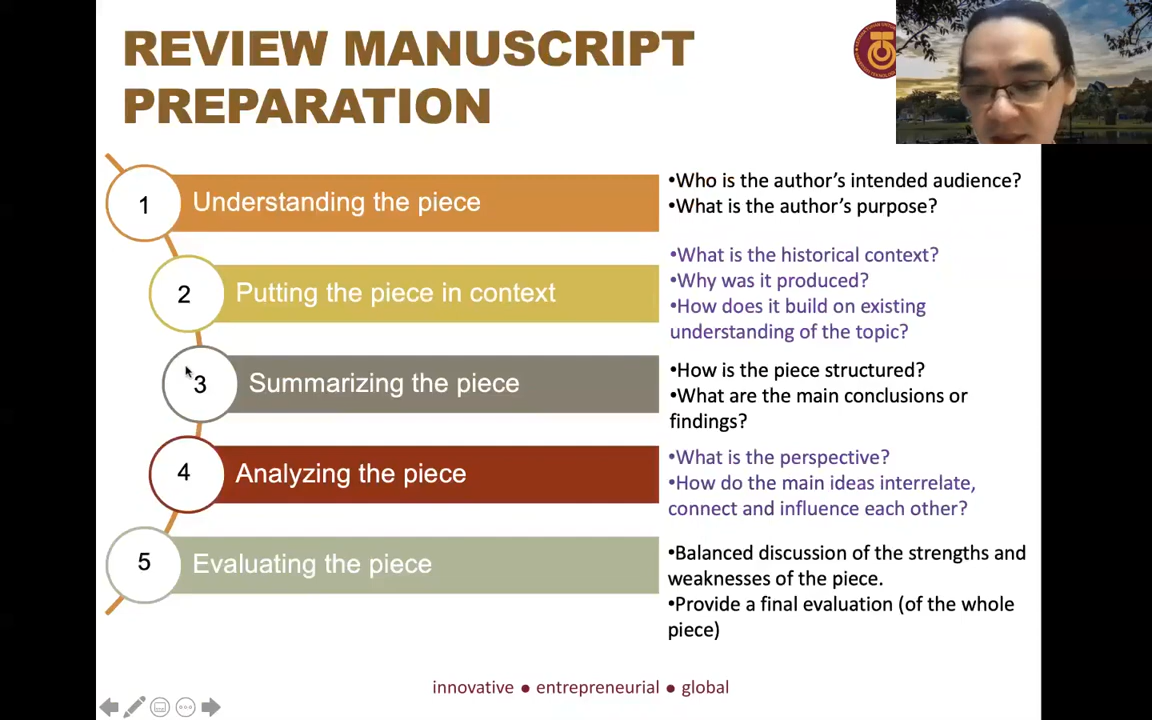 REVIEW MANUSCRIPT
PREPARATION
1
Understanding the piece
•Who is the author's intended audience?
•What is the author's purpose?
2
Putting the piece in context
•What is the historical context?
•Why was it produced?
•How does it build on existing
understanding of the topic?
3
Summarizing the piece
•How is the piece structured?
•What are the main conclusions or
findings?
4
Analyzing the piece
•What is the perspective?
•How do the main ideas interrelate,
connect and influence each other?
5
Evaluating the piece
•Balanced discussion of the strengths and
weaknesses of the piece.
•Provide a final evaluation (of the whole
piece)
innovative ● entrepreneurial ● global